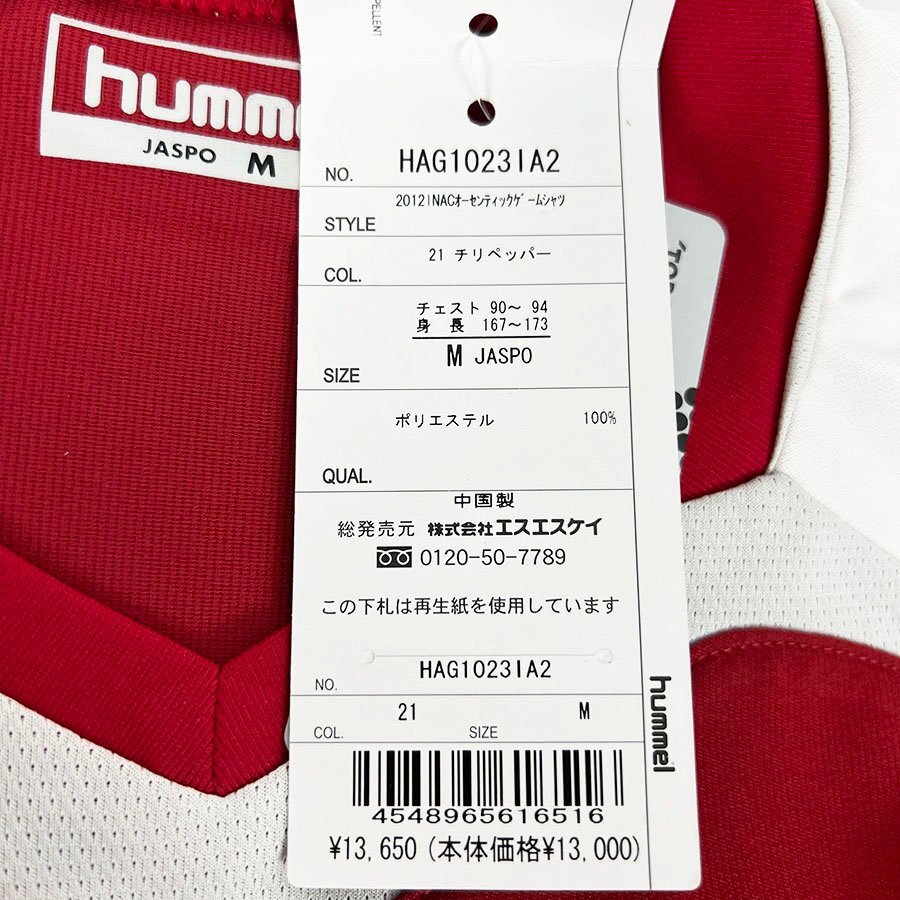 hummel
JASPO M
PELLENT
NO. HAG1023IA2
2012INACオーセンティックゲームシャツ
STYLE
21 チリペッパー
COL.
チェスト 90～ 94
身 長 167～173
M JASPO
SIZE
ポリエステル 100%
QUAL.
中国製
総発売元 株式会社エスエスケイ
0120-50-7789
この下札は再生紙を使用しています
NO. HAG1023IA2
21 M
COL. SIZE
hummel
4548965616516
¥13,650 (本体価格¥13,000)